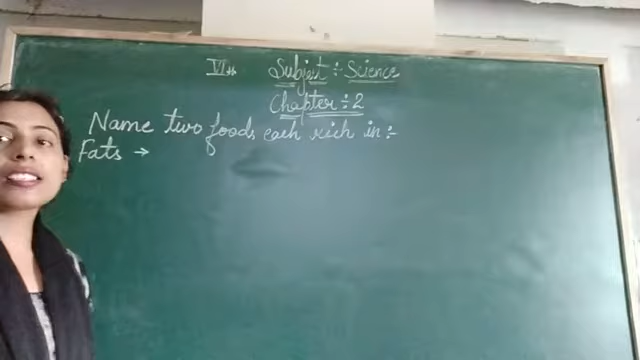 VIth Subject :- Science
Chapter :- 2
Name two foods each rich in :-
Fats →